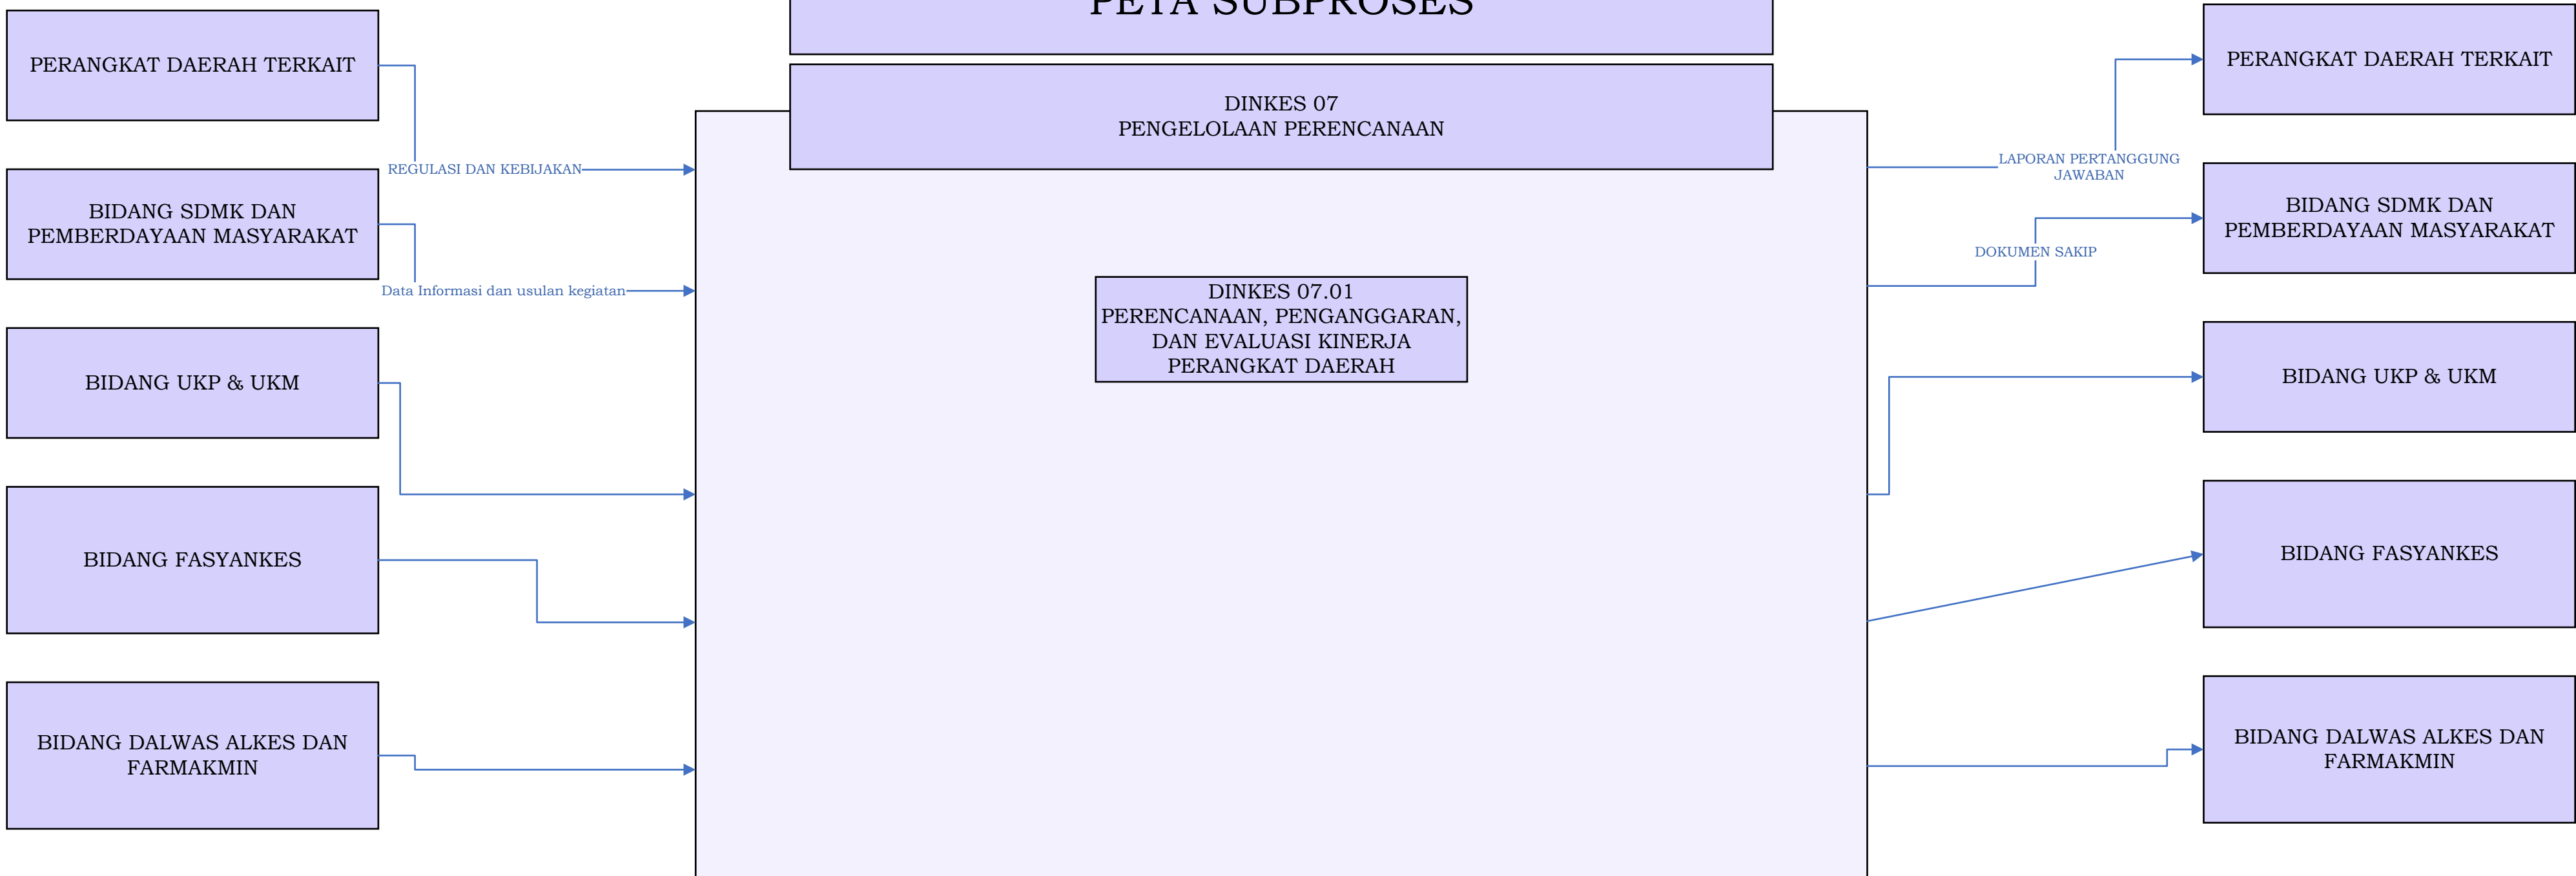 PETA SUBPROSES
DINKES 07
PENGELOLAAN PERENCANAAN
PERANGKAT DAERAH TERKAIT
REGULASI DAN KEBIJAKAN
BIDANG SDMK DAN
PEMBERDAYAAN MASYARAKAT
Data Informasi dan usulan kegiatan
BIDANG UKP & UKM
BIDANG FASYANKES
BIDANG DALWAS ALKES DAN
FARMAKMIN
DINKES 07.01
PERENCANAAN, PENGANGGARAN,
DAN EVALUASI KINERJA
PERANGKAT DAERAH
LAPORAN PERTANGGUNG
JAWABAN
DOKUMEN SAKIP
PERANGKAT DAERAH TERKAIT
BIDANG SDMK DAN
PEMBERDAYAAN MASYARAKAT
BIDANG UKP & UKM
BIDANG FASYANKES
BIDANG DALWAS ALKES DAN
FARMAKMIN